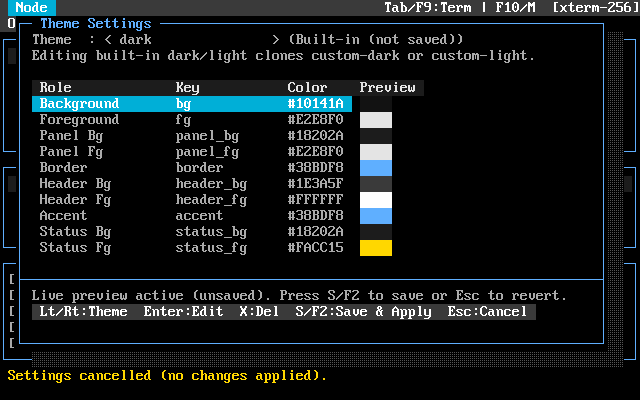 Node Tab/F9:Term | F10/M [xterm-256]
O
Theme Settings
Theme : < dark > (Built-in (not saved))
Editing built-in dark/light clones custom-dark or custom-light.
Role Key Color Preview
Background bg #10141A
Foreground fg #E2E8F0
Panel Bg panel_bg #18202A
Panel Fg panel_fg #E2E8F0
Border border #38BDF8
Header Bg header_bg #1E3A5F
Header Fg header_fg #FFFFFF
Accent accent #38BDF8
Status Bg status_bg #18202A
Status Fg status_fg #FACC15
[
[
[
[
[
Live preview active (unsaved). Press S/F2 to save or Esc to revert.
Lt/Rt:Theme Enter:Edit X:Del S/F2:Save & Apply Esc:Cancel
Settings cancelled (no changes applied).